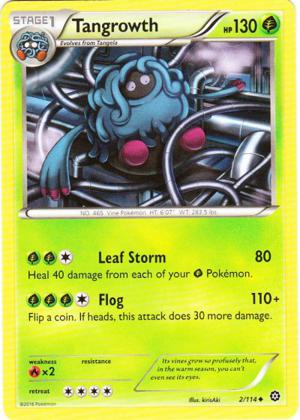 STAGE1
Tangrowth
HP 130
Evolves from Tangela
NO. 465 Vine Pokémon HT: 6'07" WT: 283.5 lbs.
Leaf Storm 80
Heal 40 damage from each of your Pokémon.
Flog 110+
Flip a coin. If heads, this attack does 30 more damage.
weakness resistance
×2
retreat
Its vines grow so profusely that,
in the warm season, you can't
even see its eyes.
©2016 Pokémon
Illus. kirisAki
2/114